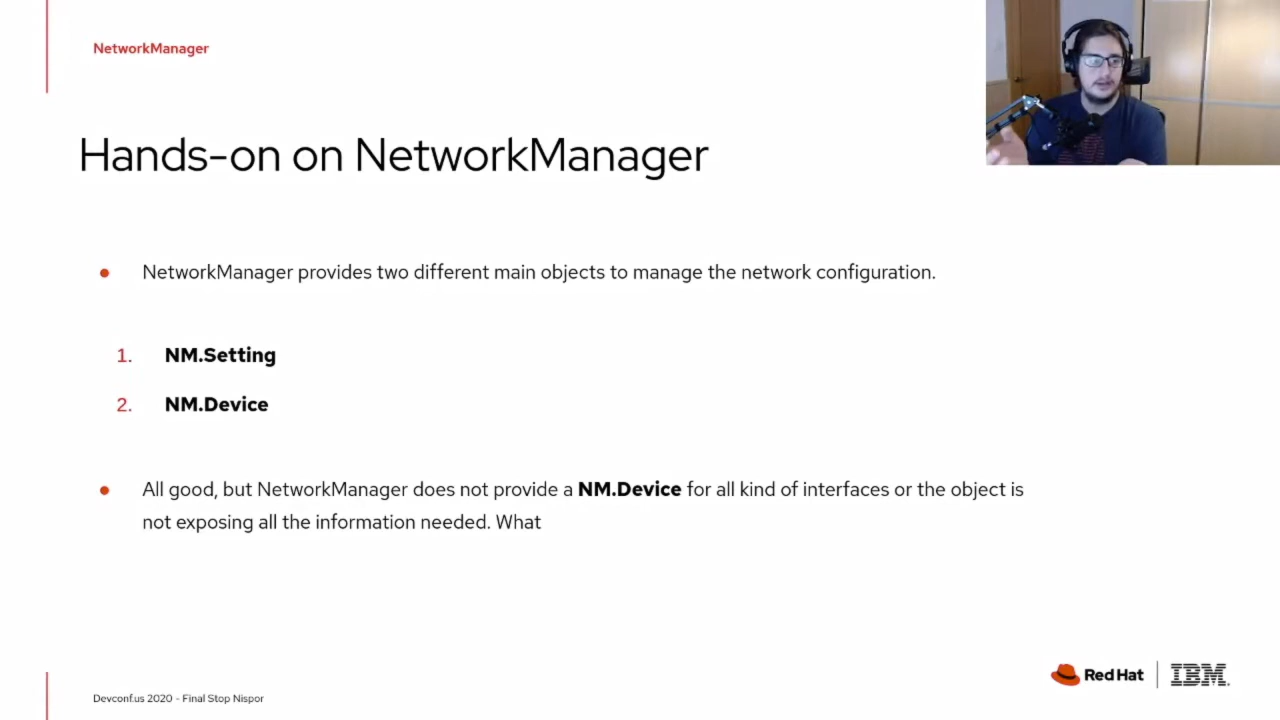 NetworkManager
Hands-on on NetworkManager
● NetworkManager provides two different main objects to manage the network configuration.
1. NM.Setting
2. NM.Device
● All good, but NetworkManager does not provide a NM.Device for all kind of interfaces or the object is
not exposing all the information needed. What
Red Hat | IBM.
Devconf.us 2020 - Final Stop Nispor